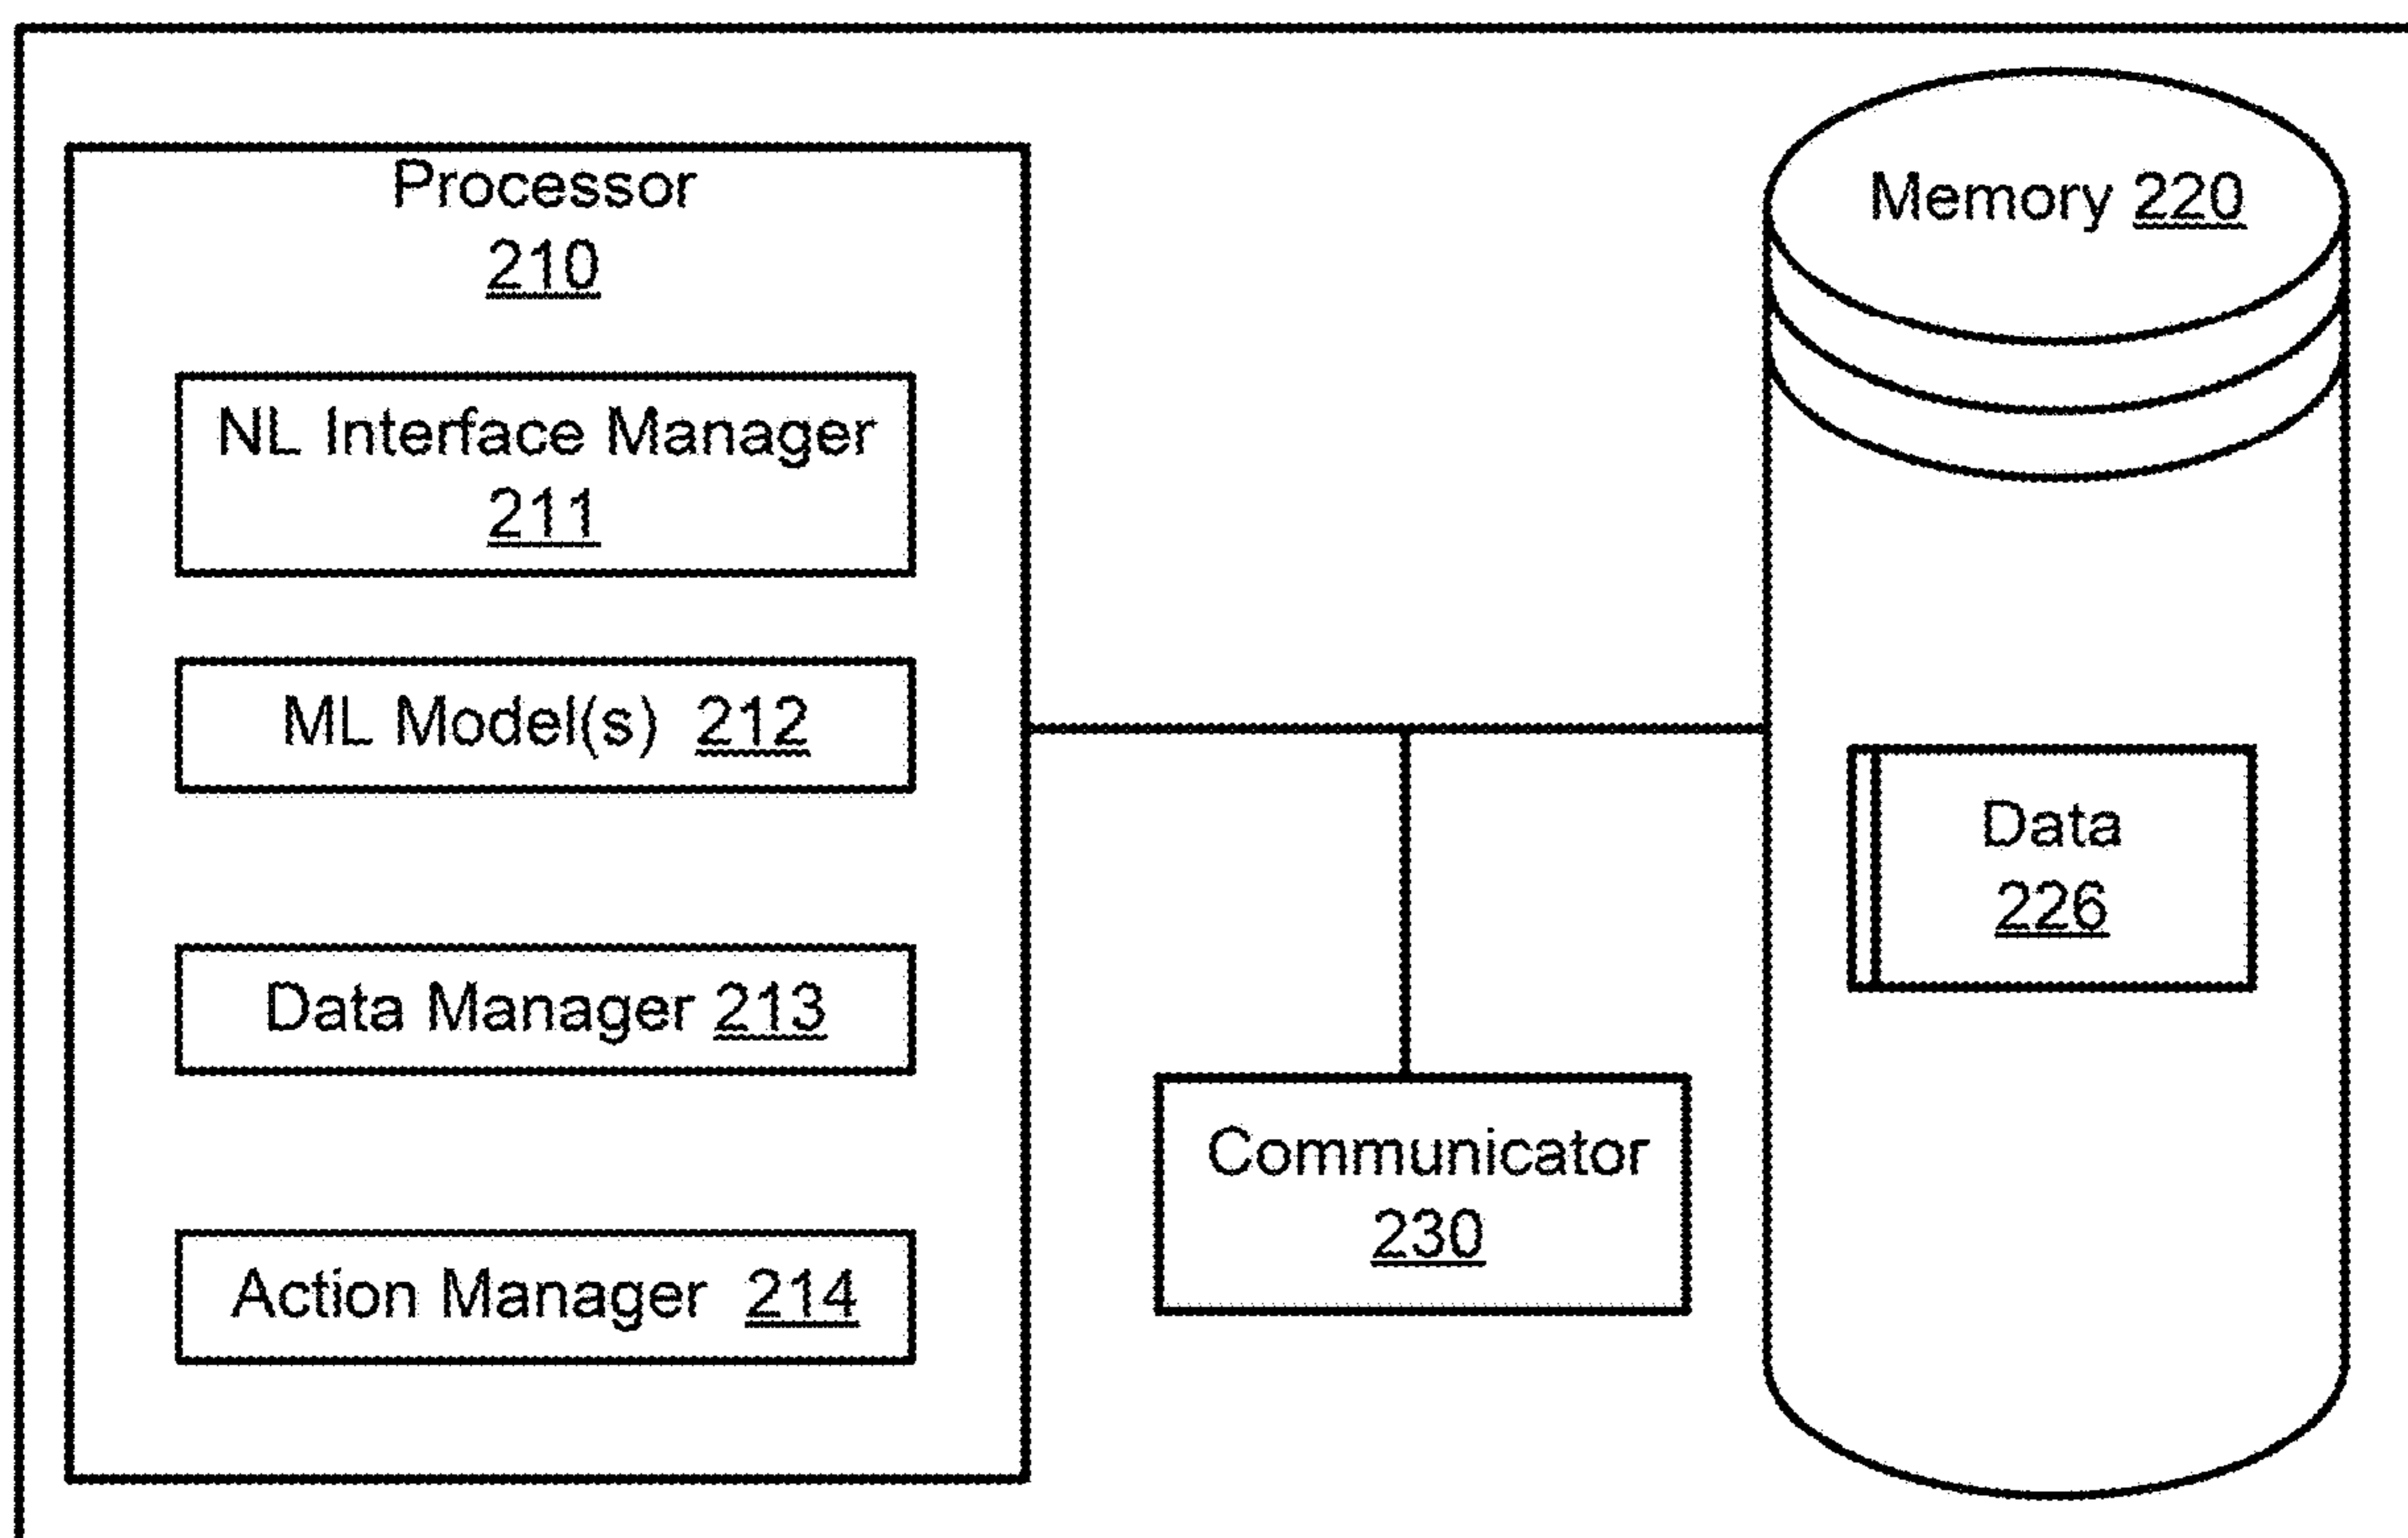 Processor
210
NL Interface Manager
211
ML Model(s) 212
Data Manager 213
Action Manager 214
Communicator
230
Memory 220
Data
226